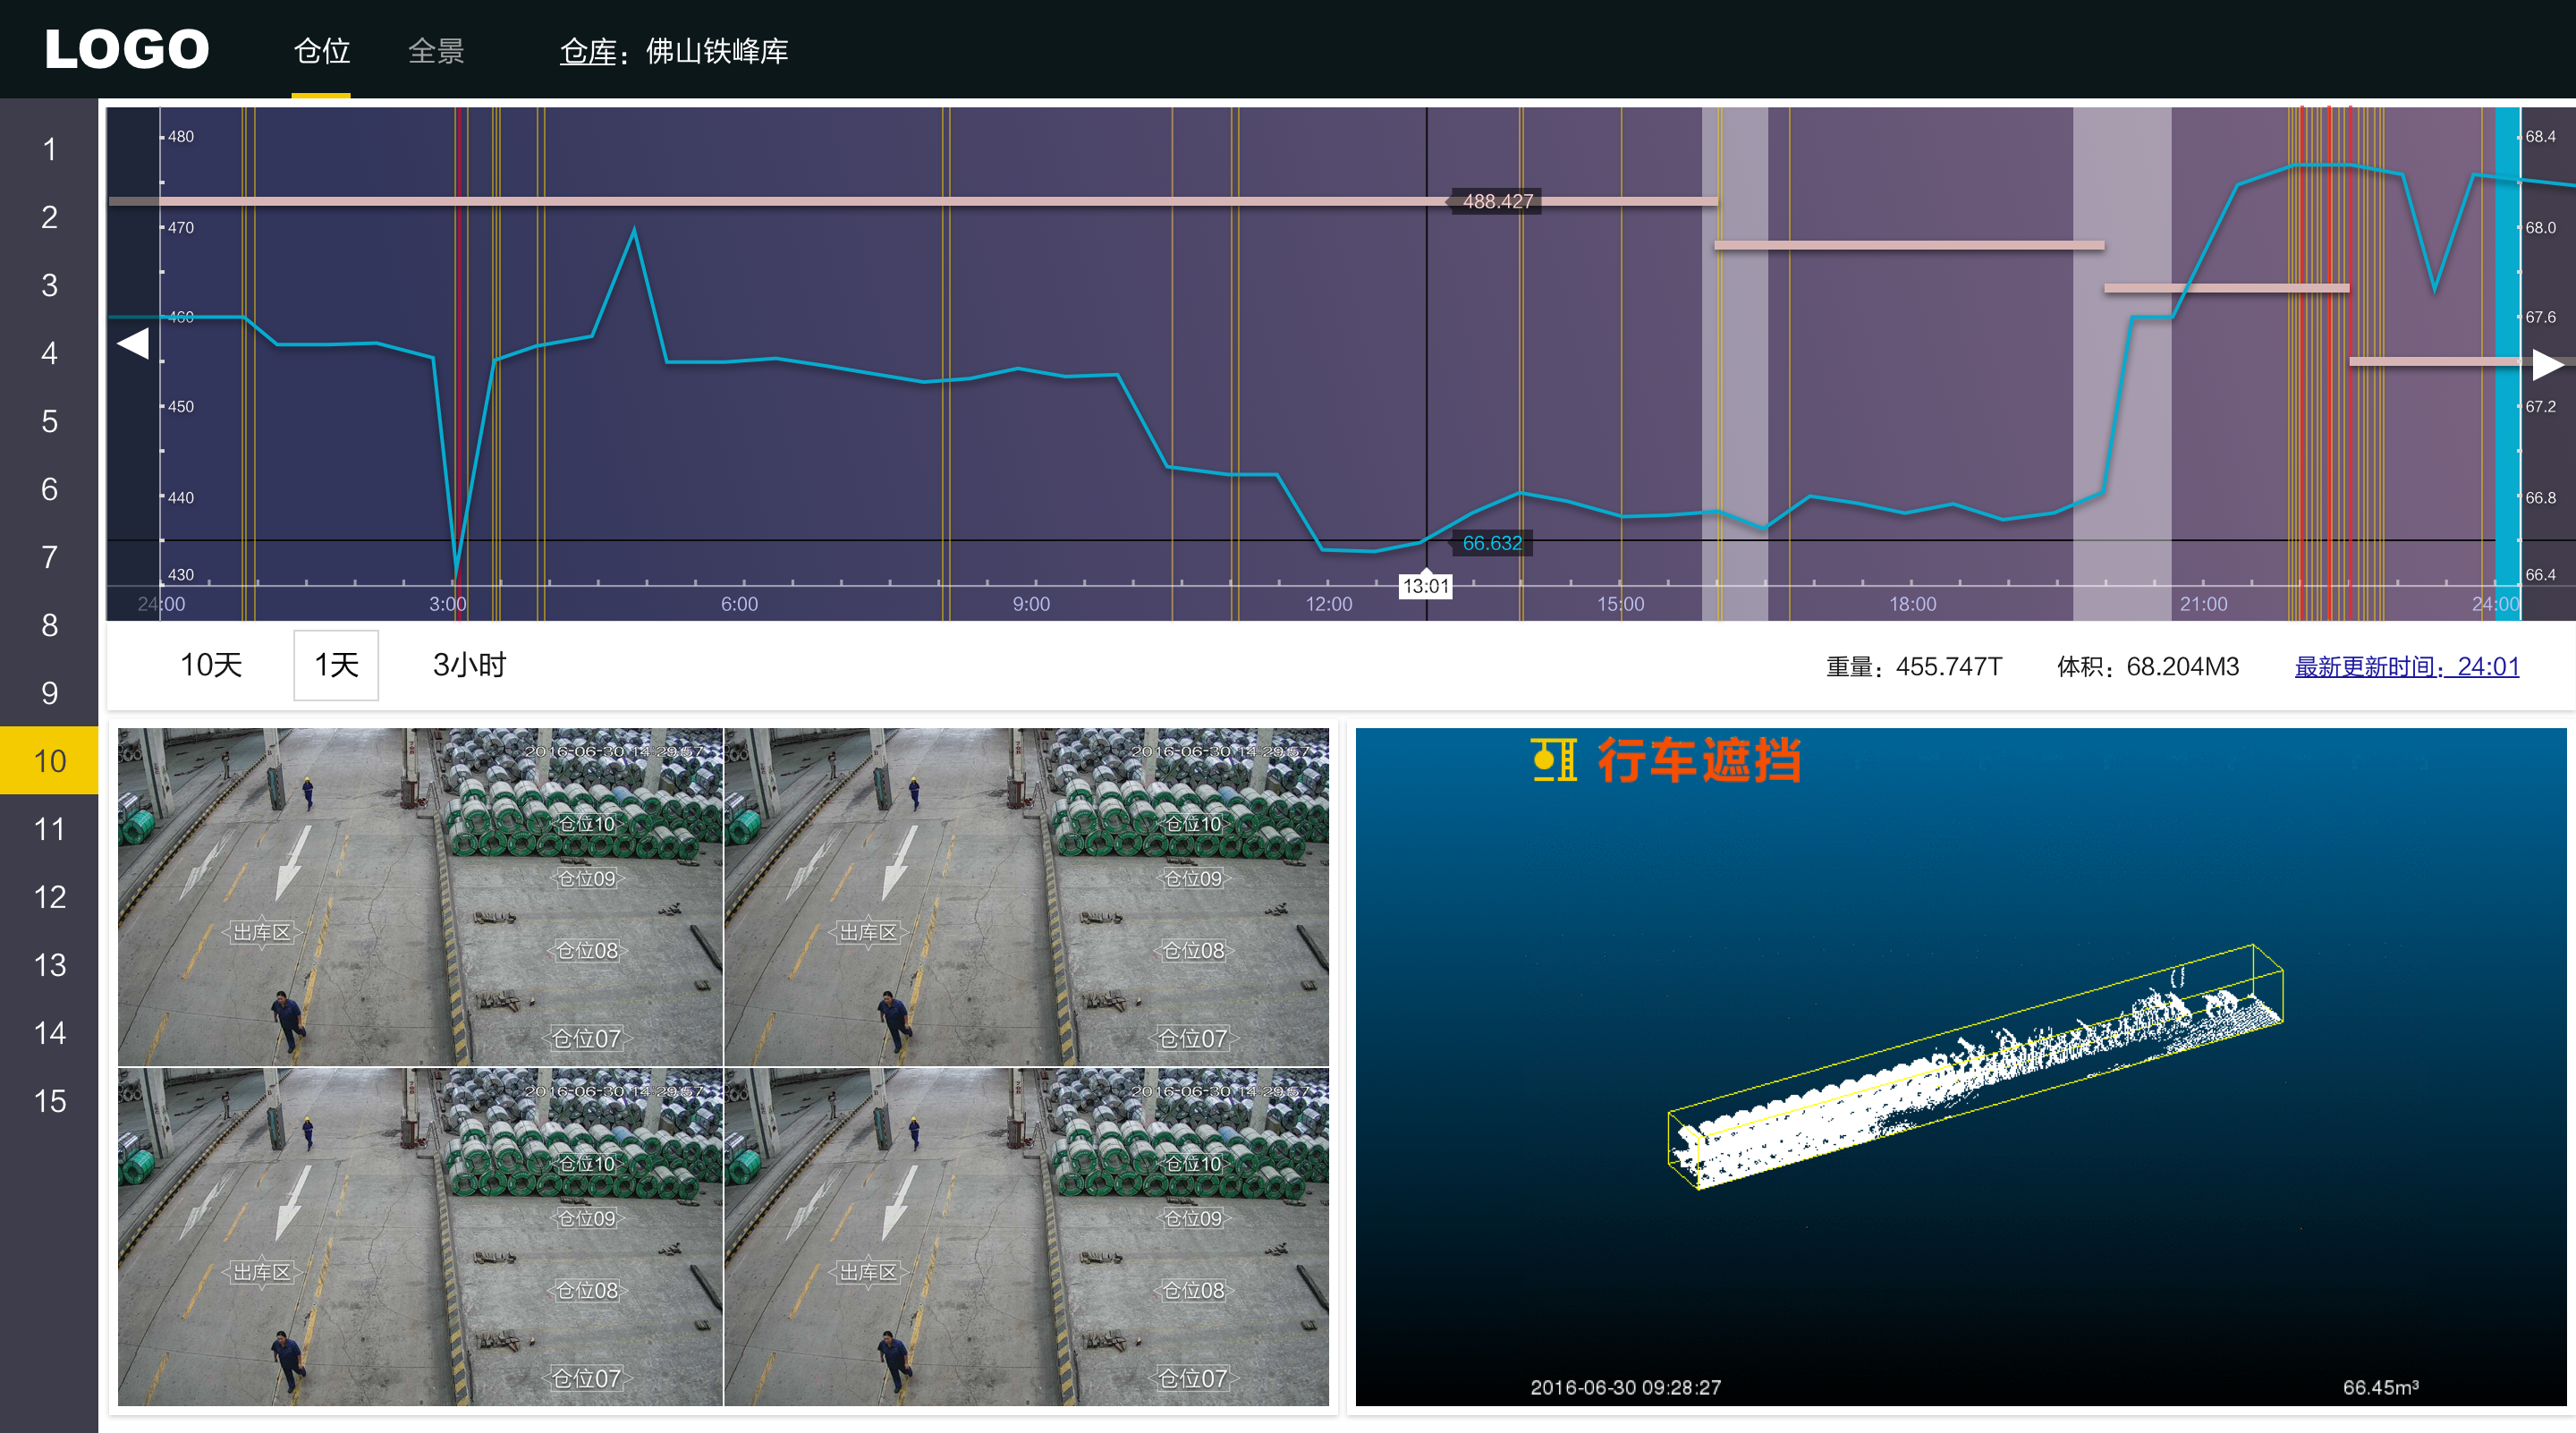 LOGO 仓位 全景 仓库：佛山铁峰库
1
2
3
4
5
6
7
8
9
10
11
12
13
14
15
480
470
460
450
440
430
68.4
68.0
67.6
67.2
66.8
66.4
488.427
66.632
13:01
24:00 3:00 6:00 9:00 12:00 15:00 18:00 21:00 24:00
10天 1天 3小时 重量：455.747T 体积：68.204M3 最新更新时间：24:01
2016-06-30 14:29:57
仓位10
仓位09
出库区
仓位08
仓位07
2016-06-30 14:29:57
仓位10
仓位09
出库区
仓位08
仓位07
2016-06-30 14:29:57
仓位10
仓位09
出库区
仓位08
仓位07
2016-06-30 14:29:57
仓位10
仓位09
出库区
仓位08
仓位07
行车遮挡
2016-06-30 09:28:27 66.45m³